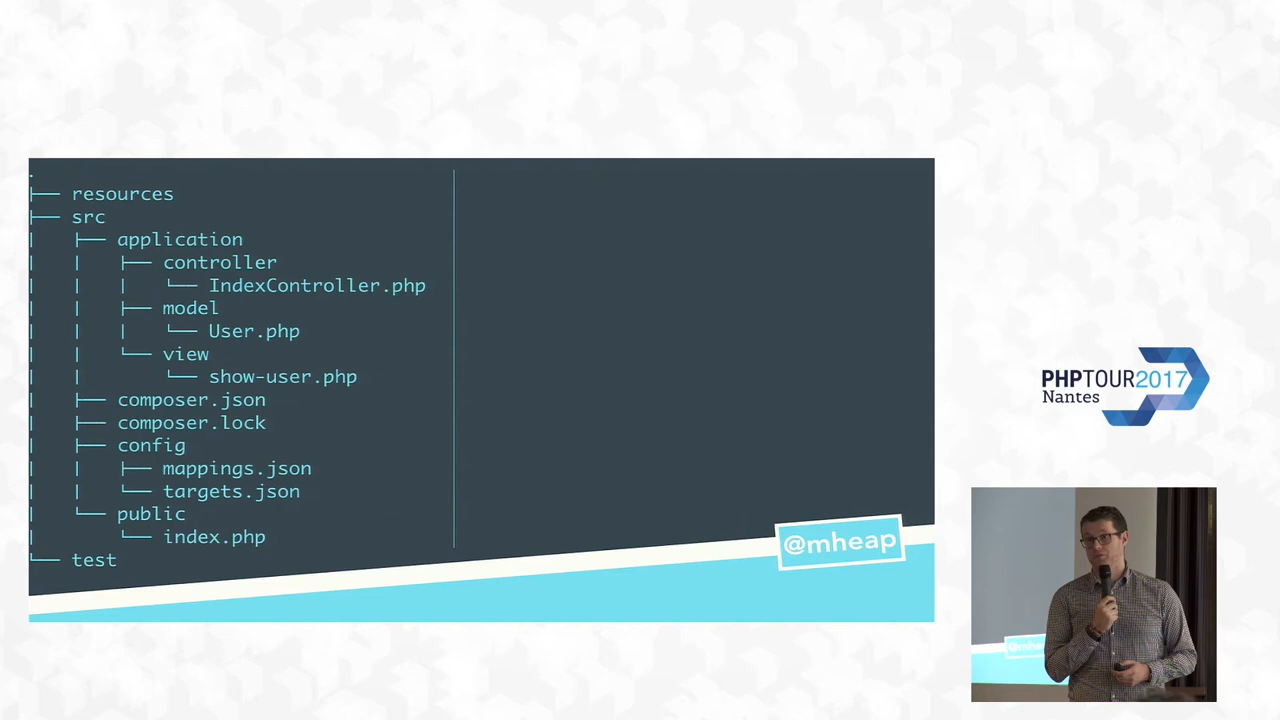 .
├── resources
├── src
│   ├── application
│   │   ├── controller
│   │   │   └── IndexController.php
│   │   ├── model
│   │   │   └── User.php
│   │   └── view
│   │       └── show-user.php
│   ├── composer.json
│   ├── composer.lock
│   ├── config
│   │   ├── mappings.json
│   │   └── targets.json
│   └── public
│       └── index.php
└── test
@mheap
PHPTOUR2017
Nantes